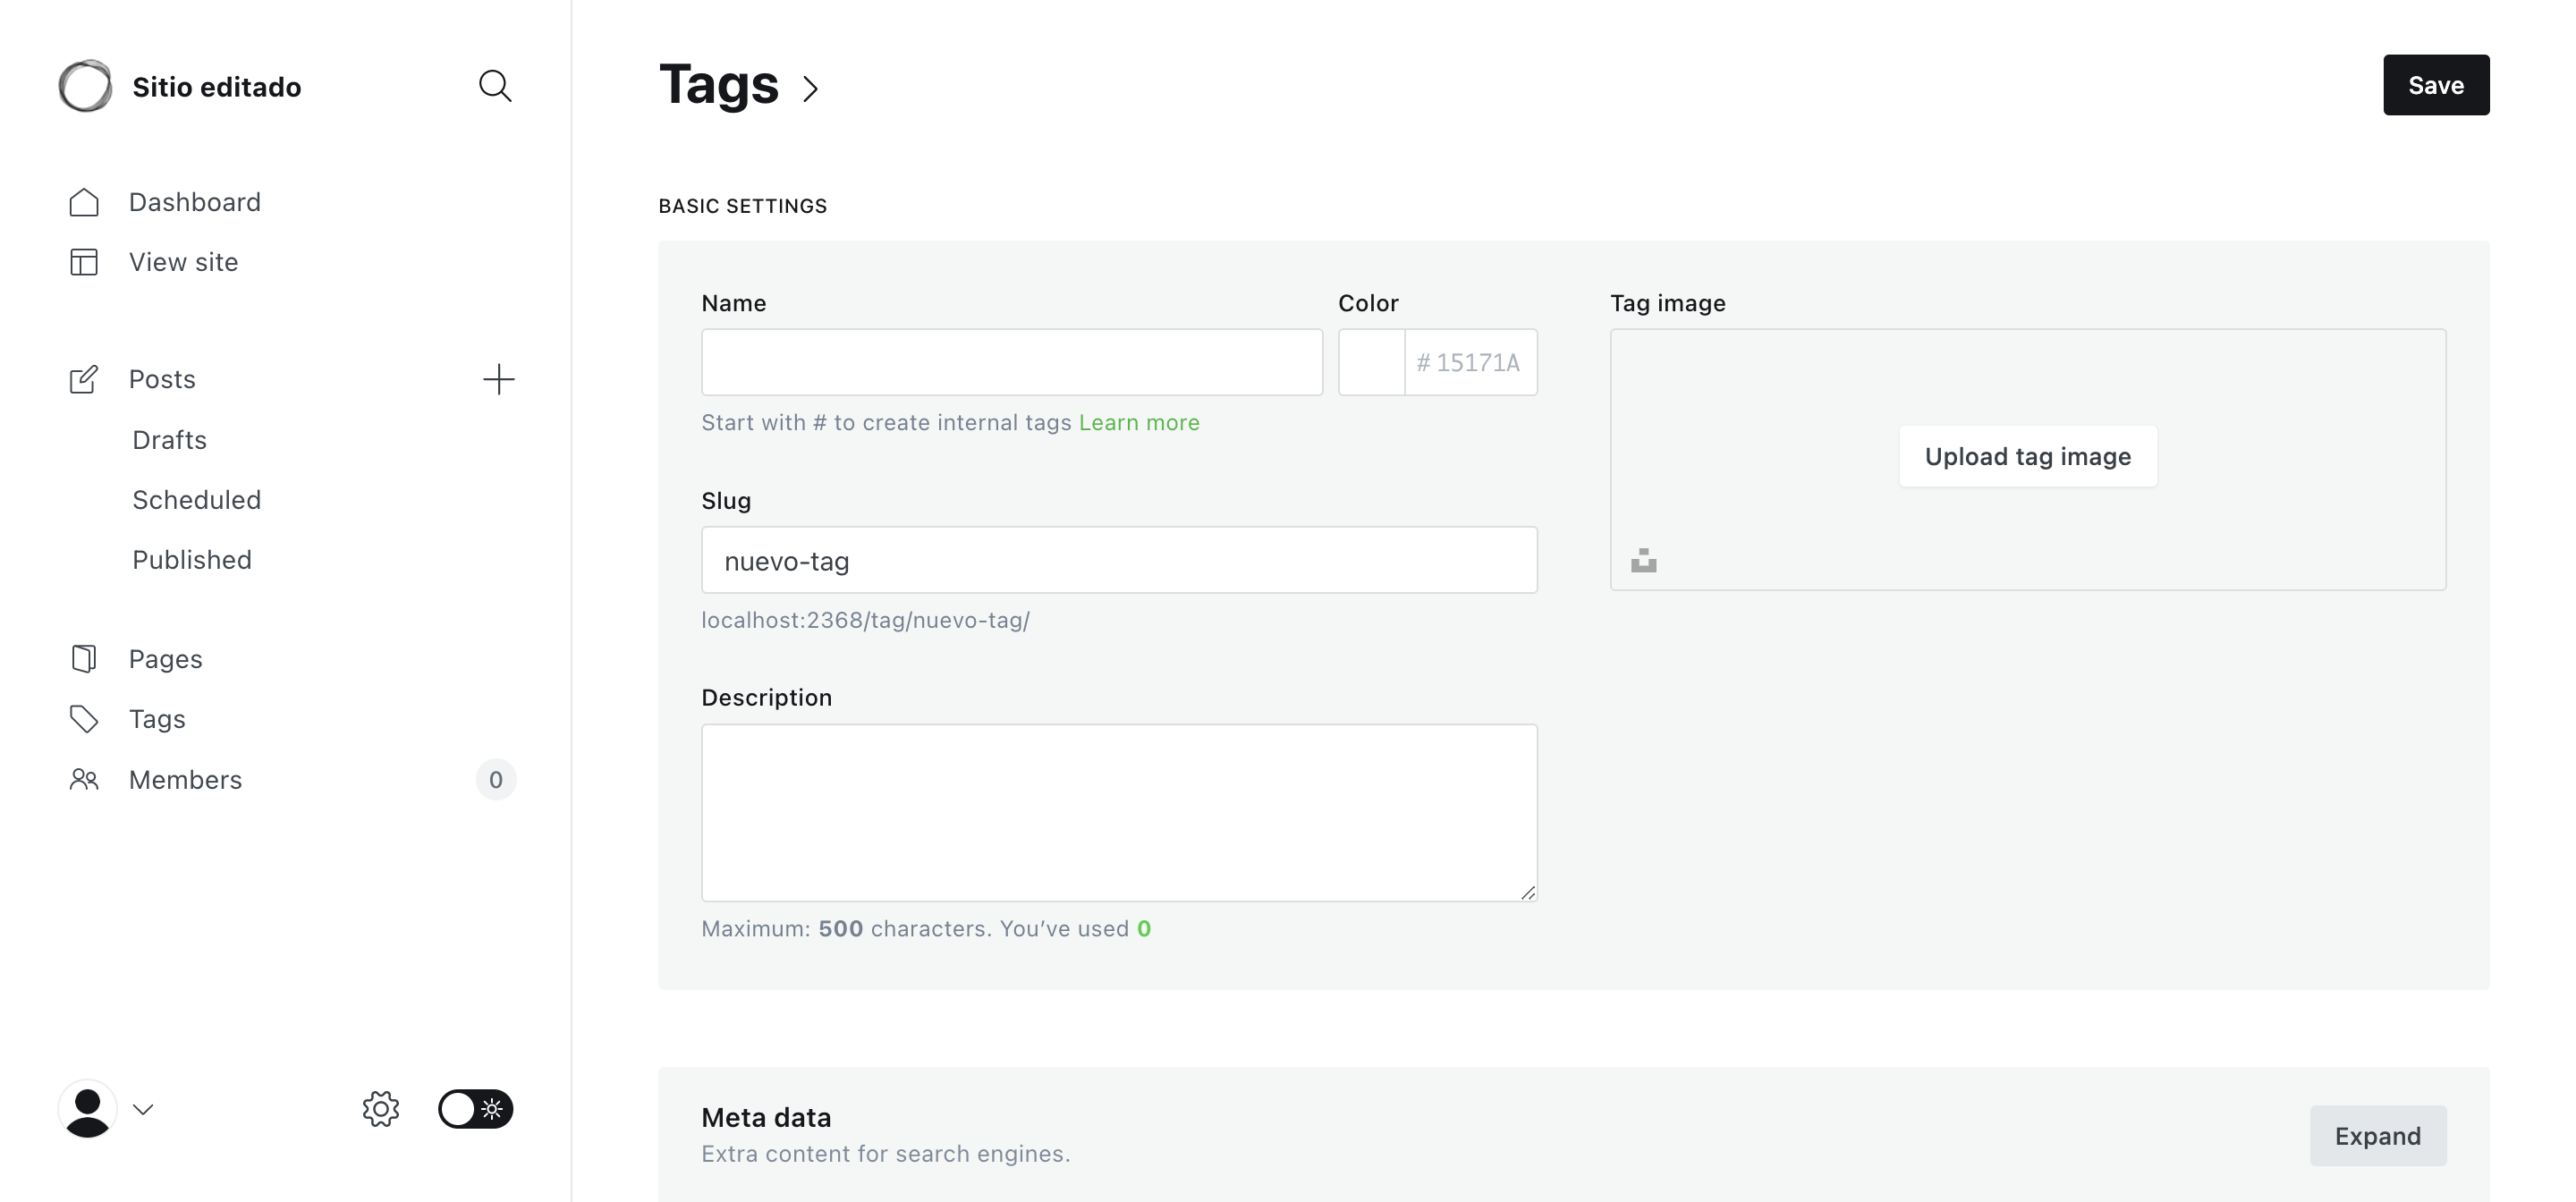 Sitio editado
Dashboard
View site
Posts
Drafts
Scheduled
Published
Pages
Tags
Members
0
Tags
Save
BASIC SETTINGS
Name
Start with # to create internal tags Learn more
Color
# 15171A
Slug
nuevo-tag
localhost:2368/tag/nuevo-tag/
Description
Maximum: 500 characters. You’ve used 0
Tag image
Upload tag image
Meta data
Extra content for search engines.
Expand